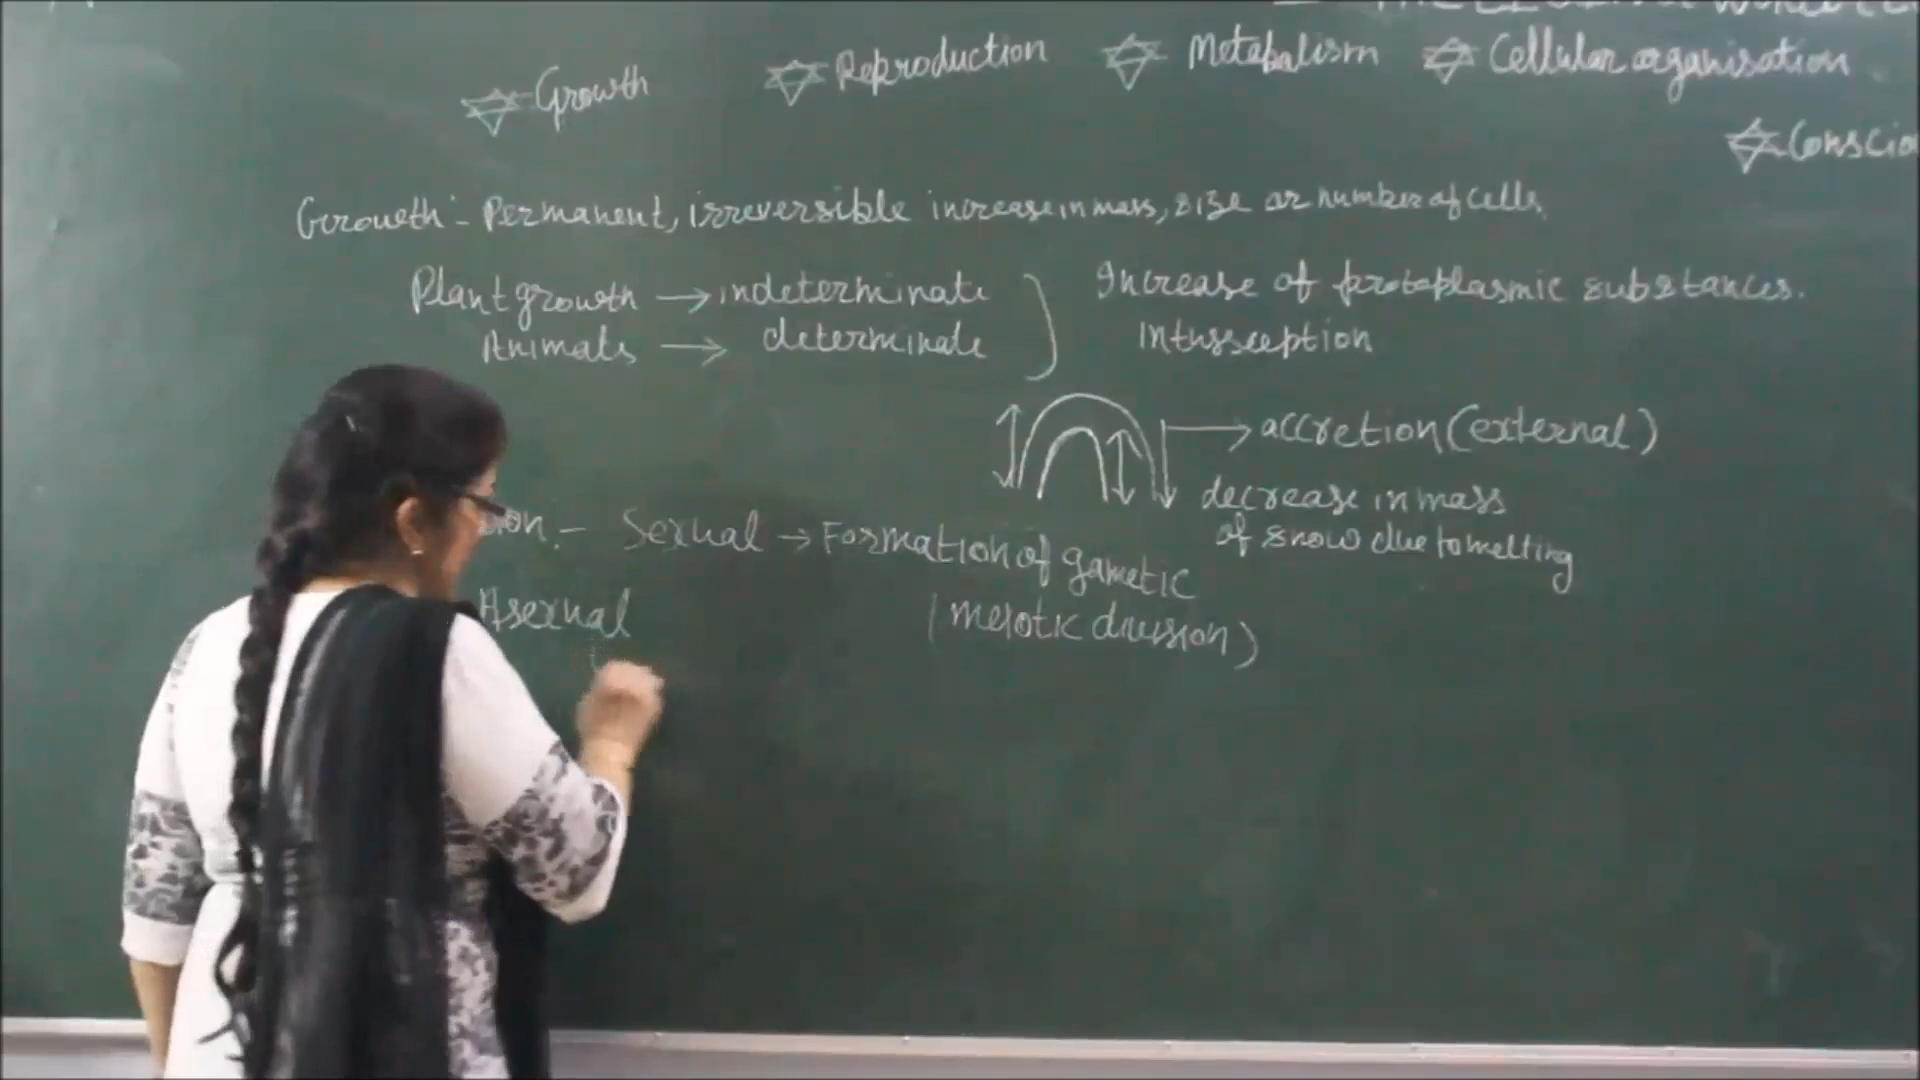 Growth Reproduction Metabalism Cellular organisation
Conscio
Growth :- Permanent, irreversible increase in mass, size or number of cells.
Plant growth → indeterminate
Animals → determinate
Increase of protoplasmic substances.
Intussception
→ accretion (external)
decrease in mass
of snow due to melting
sion. - Sexual → Formation of gametic
(meiotic division)
Asexual